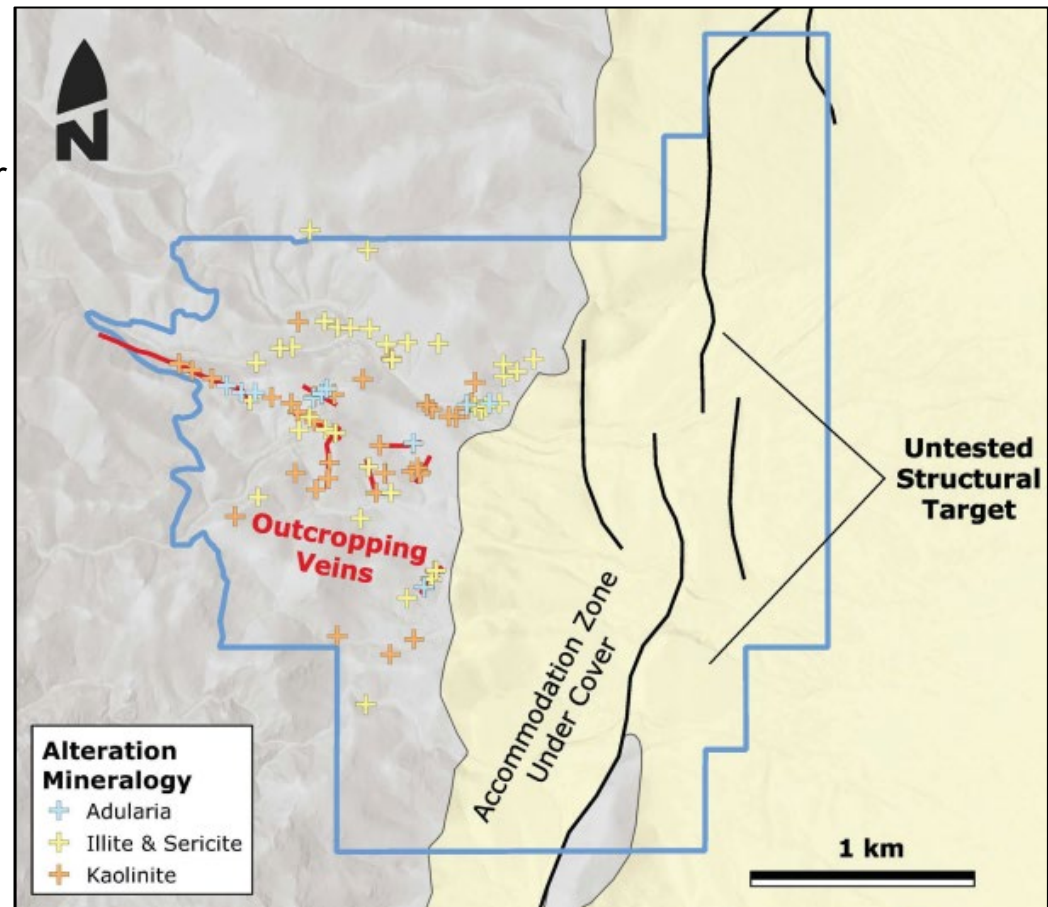 N
r
Outcropping
Veins
Untested
Structural
Target
Accommodation Zone
Under Cover
Alteration
Mineralogy
Adularia
Illite & Sericite
Kaolinite
1 km